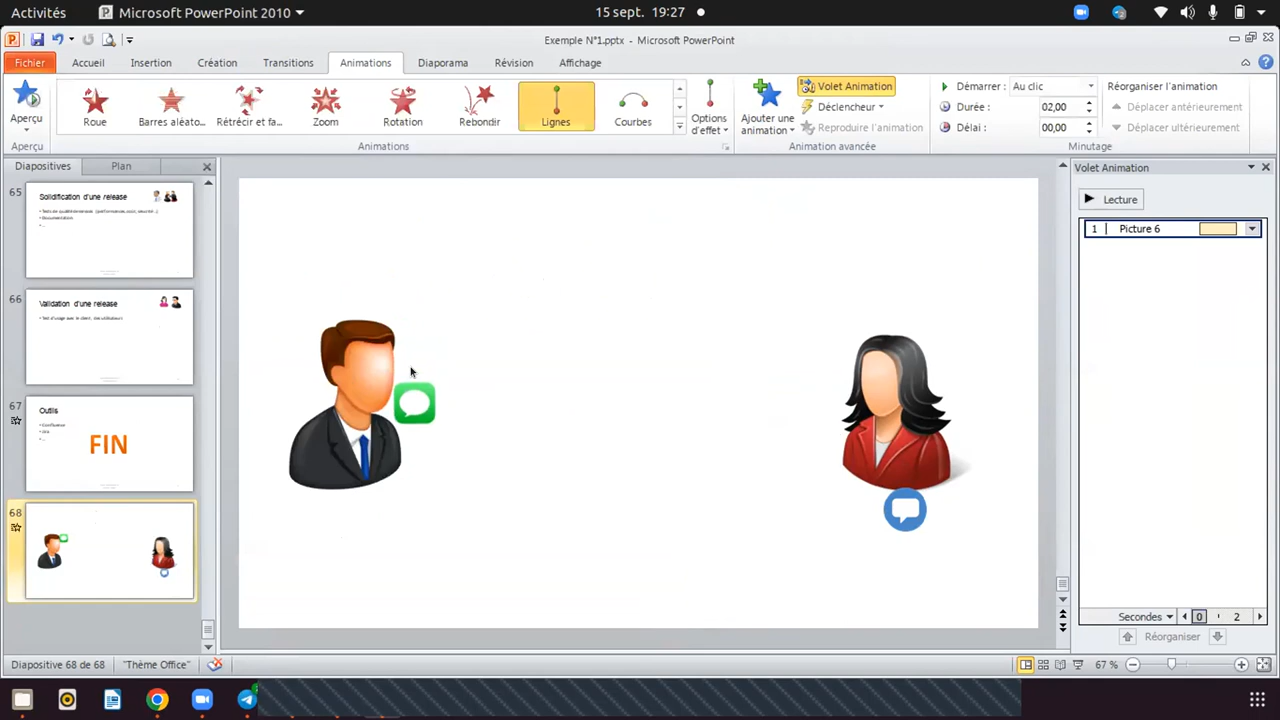 Activités
Microsoft PowerPoint 2010
15 sept. 19:27
Exemple N°1.pptx - Microsoft PowerPoint
Fichier
Accueil
Insertion
Création
Transitions
Animations
Diaporama
Révision
Affichage
Aperçu
Roue
Barres aléato...
Rétrécir et fa...
Zoom
Rotation
Rebondir
Lignes
Courbes
Options d'effet
Ajouter une animation
Volet Animation
Déclencheur
Reproduire l'animation
Démarrer: Au clic
Durée: 02,00
Délai: 00,00
Réorganiser l'animation
Déplacer antérieurement
Déplacer ultérieurement
Aperçu
Animations
Animation avancée
Minutage
Diapositives
Plan
Volet Animation
Lecture
1 Picture 6
65
Solidification d'une release
Documentation
66
Validation d'une release
67
Outils
Confluence
Jira
FIN
68
Secondes
0
2
Réorganiser
Diapositive 68 de 68
"Thème Office"
67 %